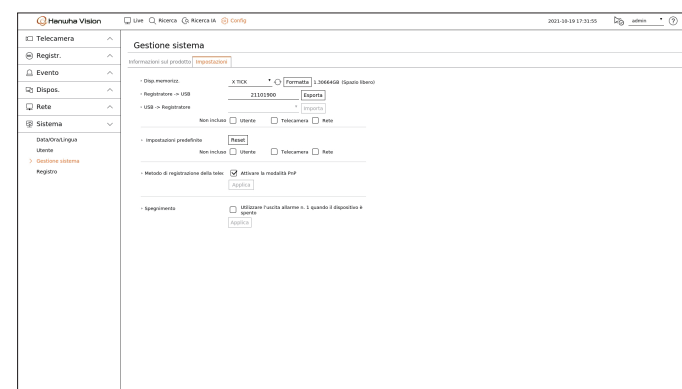 Hanwha Vision
Live Ricerca Ricerca IA Config
2021-10-19 17:31:55 admin
Telecamera
Registr.
Evento
Dispos.
Rete
Sistema
Data/Ora/Lingua
Utente
Gestione sistema
Registro
Gestione sistema
Informazioni sul prodotto Impostazioni
Disp.memorizz. X TICK Formatta 1.30664GB (Spazio libero)
Registratore -> USB 21101900 Esporta
USB -> Registratore Importa
Non incluso Utente Telecamera Rete
Impostazioni predefinite Reset
Non incluso Utente Telecamera Rete
Metodo di registrazione della tele: Attivare la modalità PnP
Applica
Spegnimento Utilizzare l'uscita allarme n. 1 quando il dispositivo è
spento
Applica